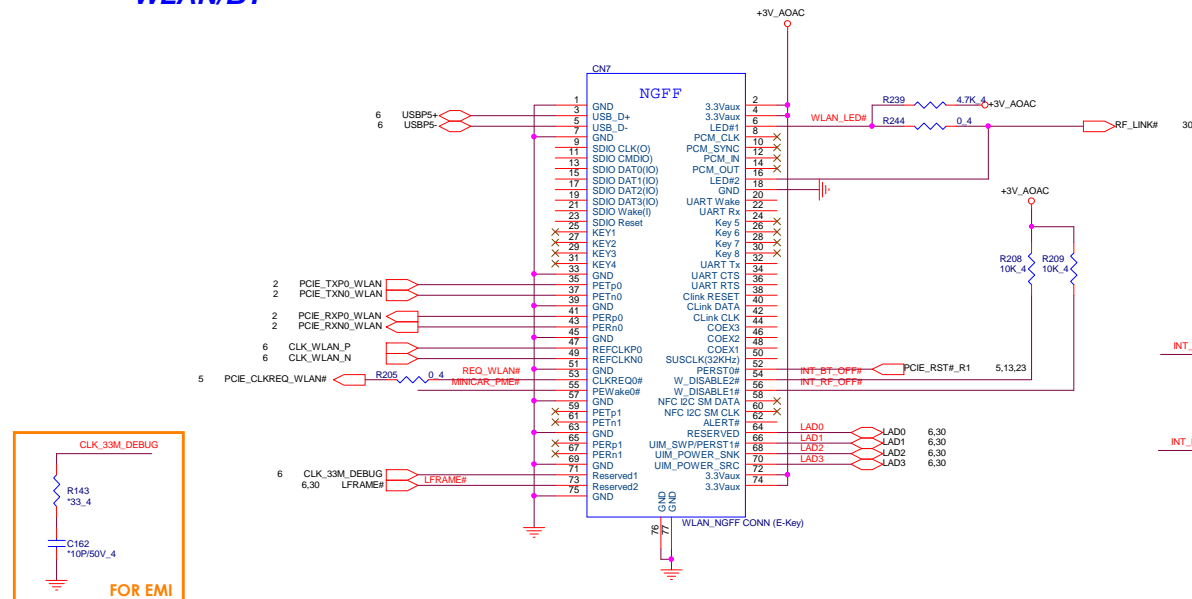 WLAN/BT
+3V_AOAC
CN7
NGFF
1 GND 3.3Vaux 2
6 USBP5+ 3 USB_D+ 3.3Vaux 4
6 USBP5- 5 USB_D- LED#1 6 WLAN_LED#
7 GND PCM_CLK 8
9 SDIO CLK(O) PCM_SYNC 10
11 SDIO CMDIO) PCM_IN 12
13 SDIO DAT0(IO) PCM_OUT 14
15 SDIO DAT1(IO) LED#2 16
17 SDIO DAT2(IO) GND 18
19 SDIO DAT3(IO) UART Wake 20
21 SDIO Wake(I) UART Rx 22
23 SDIO Reset Key 5 24
25 KEY1 Key 6 26
27 KEY2 Key 7 28
29 KEY3 Key 8 30
31 KEY4 UART Tx 32
33 GND UART CTS 34
2 PCIE_TXP0_WLAN 35 PETp0 UART RTS 36
2 PCIE_TXN0_WLAN 37 PETn0 Clink RESET 38
39 GND CLink DATA 40
2 PCIE_RXP0_WLAN 41 PERp0 CLink CLK 42
2 PCIE_RXN0_WLAN 43 PERn0 COEX3 44
45 GND COEX2 46
6 CLK_WLAN_P 47 REFCLKP0 COEX1 48
6 CLK_WLAN_N 49 REFCLKN0 SUSCLK(32KHz) 50
51 GND PERST0# 52 PCIE_RST#_R1 5,13,23
5 PCIE_CLKREQ_WLAN# R205 0_4 REQ_WLAN# 53 CLKREQ0# W_DISABLE2# 54 INT_BT_OFF#
MINICAR_PME# 55 PEWake0# W_DISABLE1# 56 INT_RF_OFF#
57 GND NFC I2C SM DATA 58
59 PETp1 NFC I2C SM CLK 60
61 PETn1 ALERT# 62
63 GND RESERVED 64 LAD0 LAD0 6,30
65 PERp1 UIM_SWP/PERST1# 66 LAD1 LAD1 6,30
67 PERn1 UIM_POWER_SNK 68 LAD2 LAD2 6,30
69 GND UIM_POWER_SRC 70 LAD3 LAD3 6,30
6 CLK_33M_DEBUG 71 Reserved1 3.3Vaux 72
6,30 LFRAME# LFRAME# 73 Reserved2 3.3Vaux 74
75 GND
GND GND
76 77
WLAN_NGFF CONN (E-Key)
R239 4.7K_4 +3V_AOAC
R244 0_4 RF_LINK# 30
+3V_AOAC
R208 R209
10K_4 10K_4
INT_
CLK_33M_DEBUG
R143
*33_4
C162
*10P/50V_4
FOR EMI